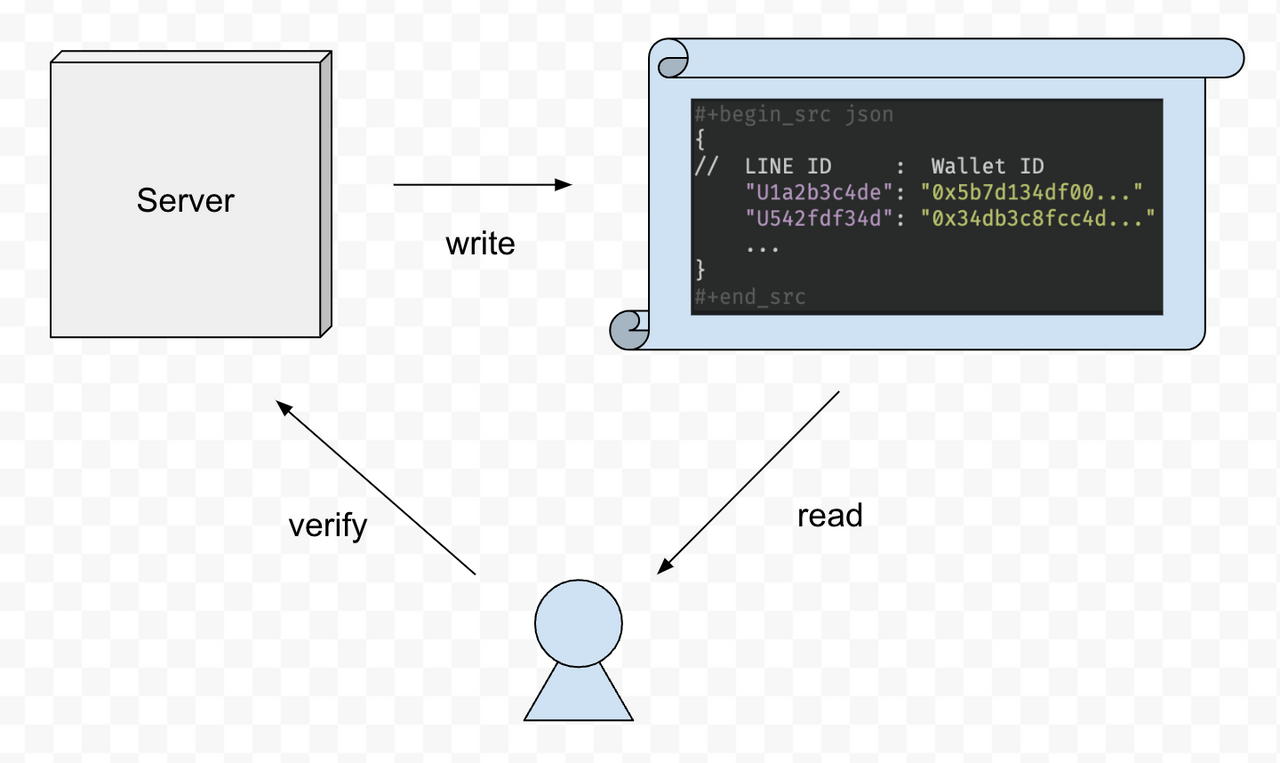 Server
write
#+begin_src json
{
//  LINE ID    :  Wallet ID
    "U1a2b3c4de": "0x5b7d134df00..."
    "U542fdf34d": "0x34db3c8fcc4d..."
    ...
}
#+end_src
verify
read